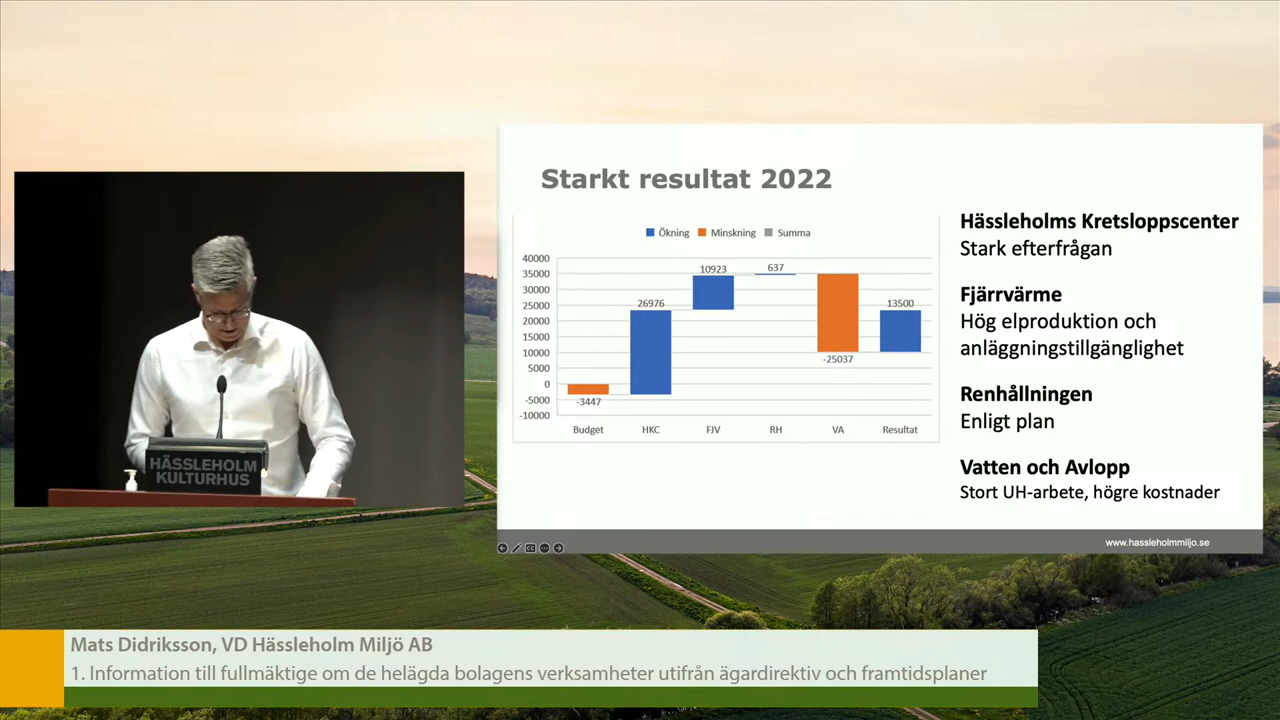 Starkt resultat 2022
Ökning Minskning Summa
40000
35000
30000
25000
20000
15000
10000
5000
0
-5000
-10000
-3447
26976
10923
637
-25037
13500
Budget HKC FJV RH VA Resultat
Hässleholms Kretsloppscenter
Stark efterfrågan
Fjärrvärme
Hög elproduktion och
anläggningstillgänglighet
Renhållningen
Enligt plan
Vatten och Avlopp
Stort UH-arbete, högre kostnader
www.hassleholmmiljo.se
HÄSSLEHOLM
KULTURHUS
Mats Didriksson, VD Hässleholm Miljö AB
1. Information till fullmäktige om de helägda bolagens verksamheter utifrån ägardirektiv och framtidsplaner